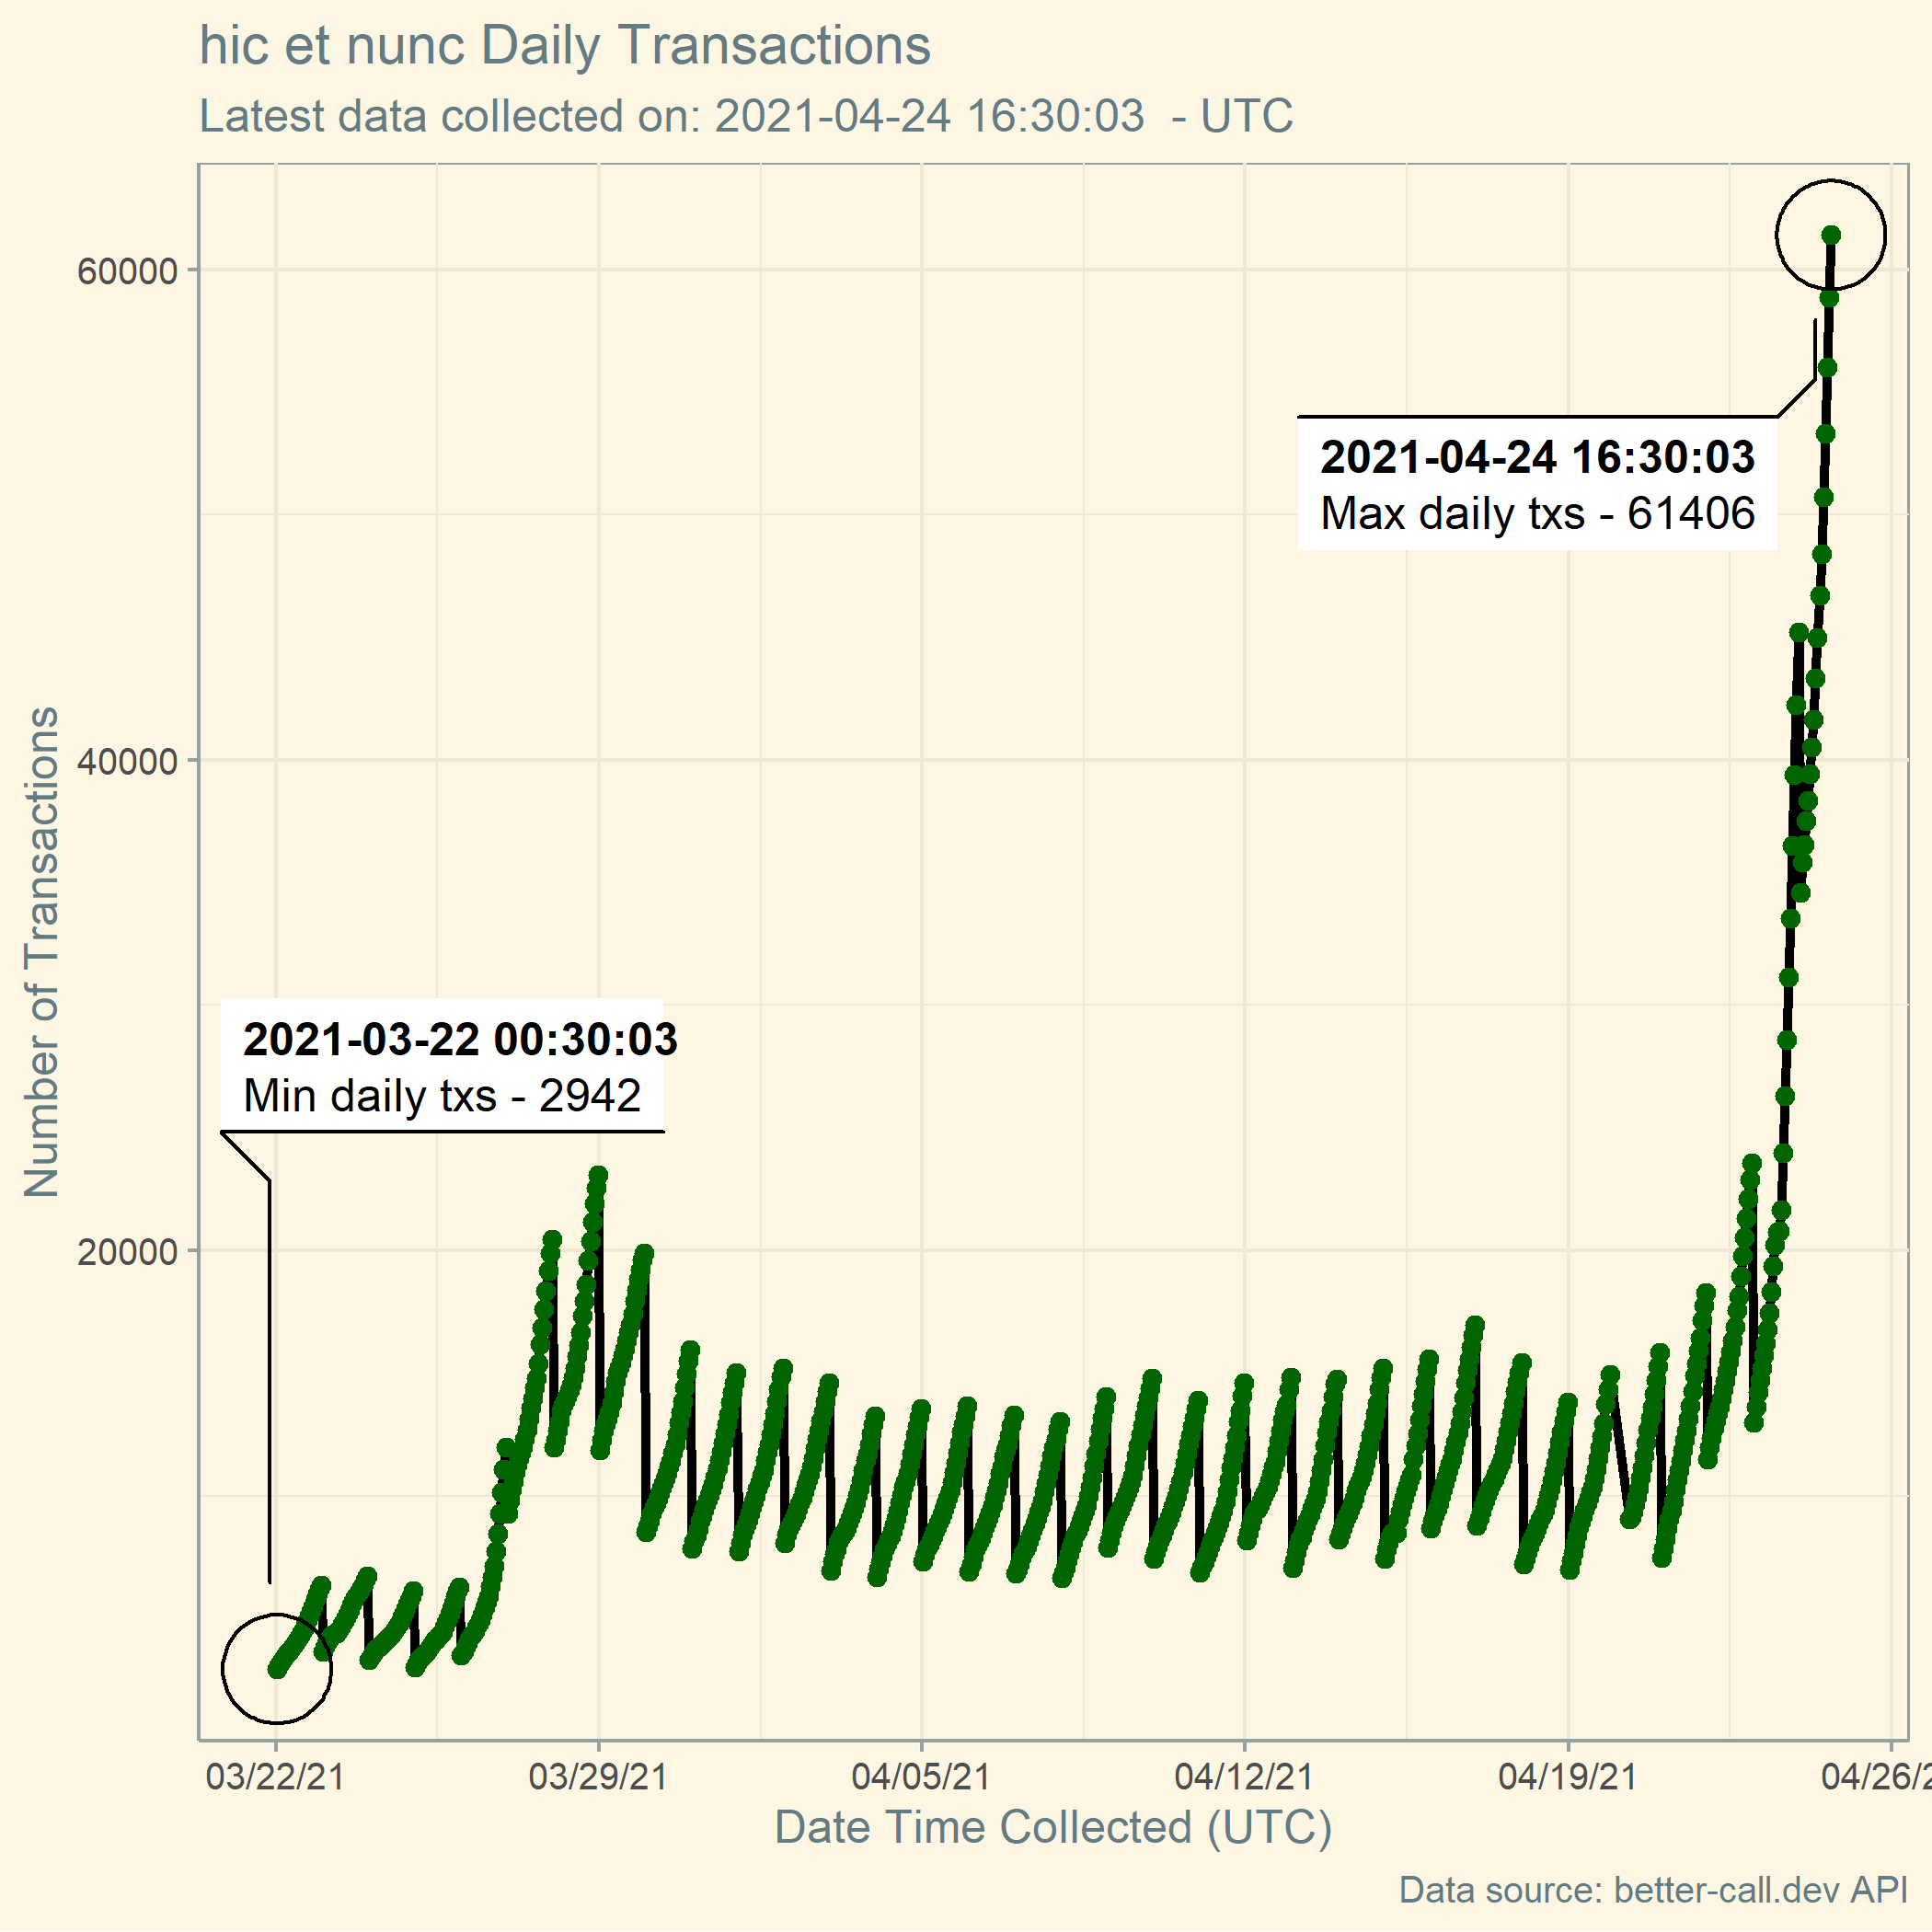 hic et nunc Daily Transactions
Latest data collected on: 2021-04-24 16:30:03 - UTC
60000
40000
20000
Number of Transactions
2021-04-24 16:30:03
Max daily txs - 61406
2021-03-22 00:30:03
Min daily txs - 2942
03/22/21 03/29/21 04/05/21 04/12/21 04/19/21 04/26/2
Date Time Collected (UTC)
Data source: better-call.dev API